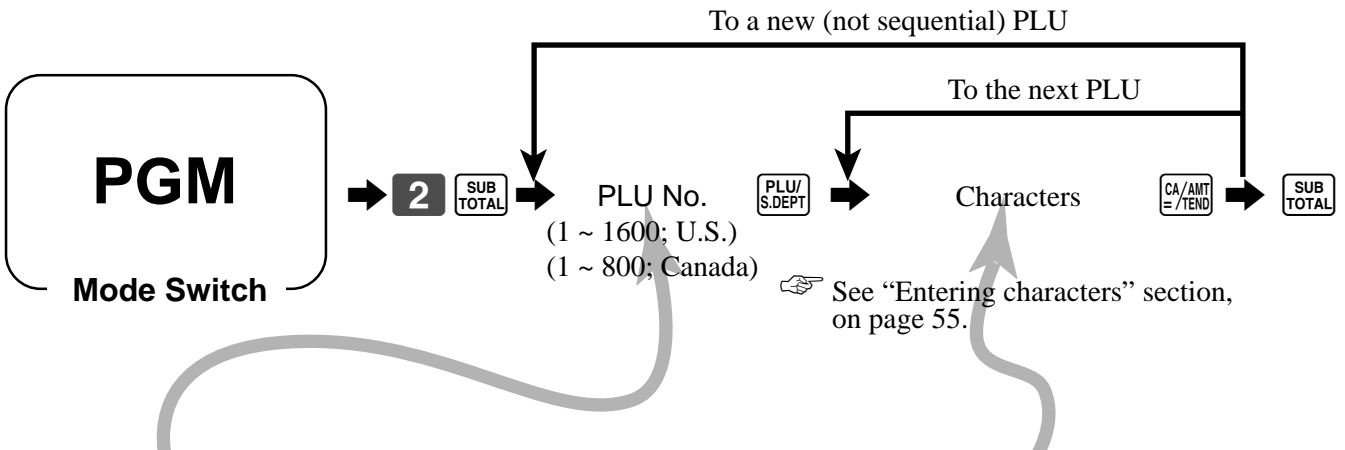 To a new (not sequential) PLU
To the next PLU
PGM
Mode Switch
2
SUB
TOTAL
PLU No.
(1 ~ 1600; U.S.)
(1 ~ 800; Canada)
PLU/
S.DEPT
Characters
CA/AMT
=/TEND
SUB
TOTAL
☞ See “Entering characters” section,
on page 55.